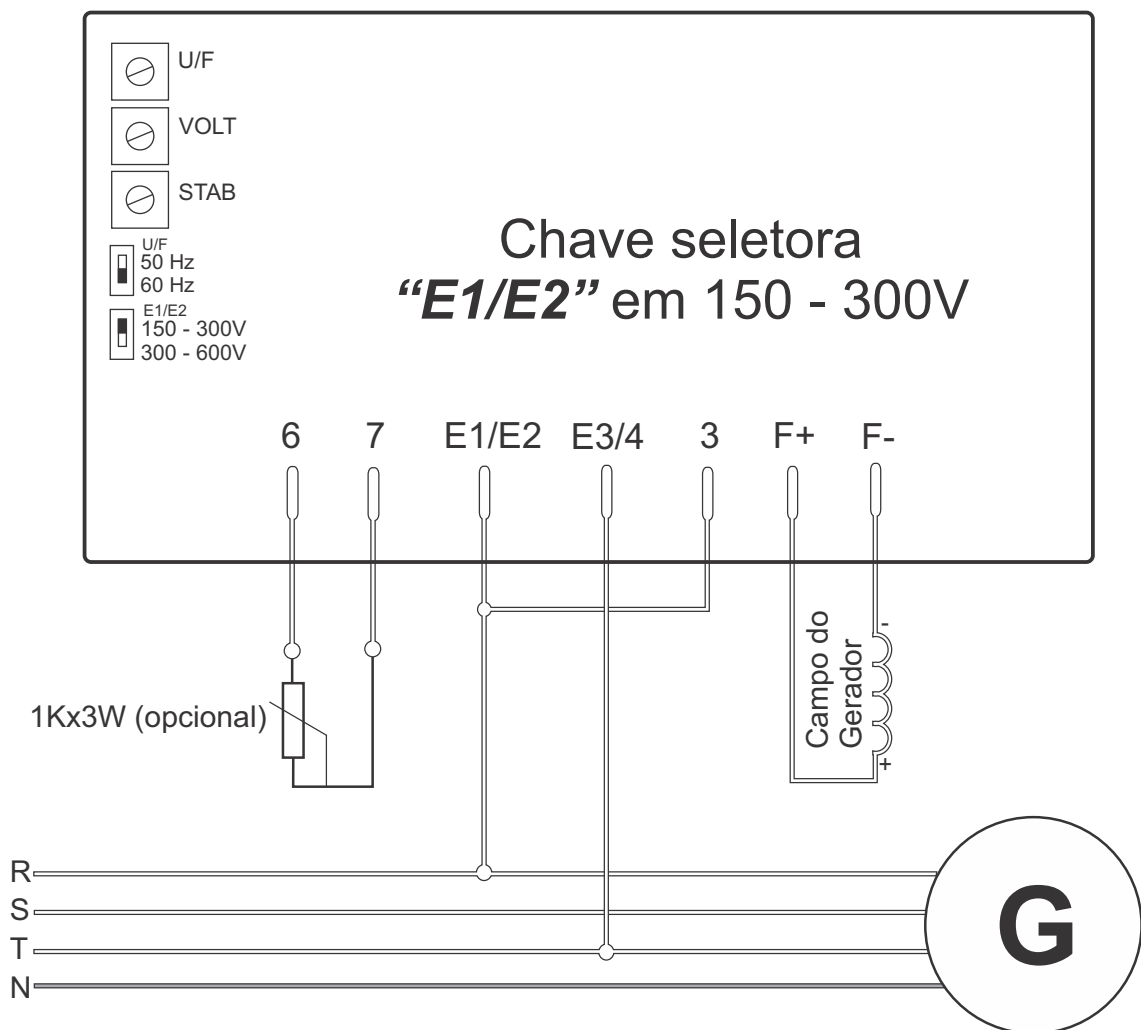 U/F
VOLT
STAB
U/F
50 Hz
60 Hz
E1/E2
150 - 300V
300 - 600V
Chave seletora
“E1/E2” em 150 - 300V
6 7 E1/E2 E3/4 3 F+ F-
1Kx3W (opcional)
Campo do
Gerador
-
+
R
S
T
N
G